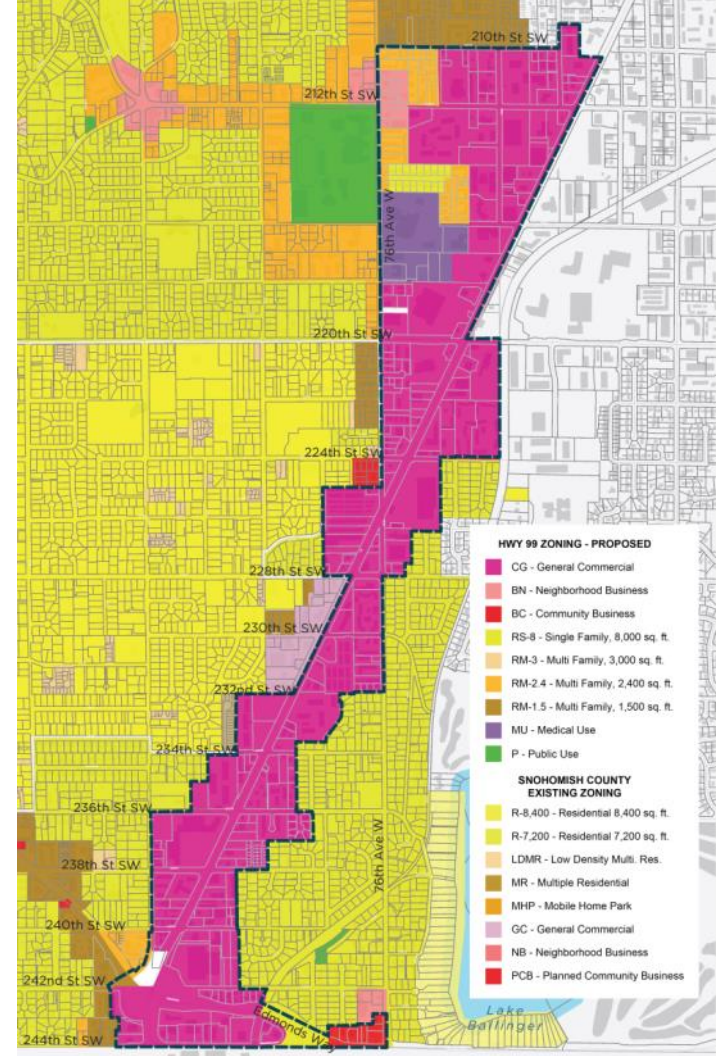 210th St SW
212th St SW
76th Ave W
220th St SW
224th St SW
228th St SW
230th St SW
232nd St SW
234th St SW
236th St SW
76th Ave W
238th St SW
240th St SW
242nd St SW
244th St SW
Edmonds Way
Lake
Ballinger
HWY 99 ZONING - PROPOSED
CG - General Commercial
BN - Neighborhood Business
BC - Community Business
RS-8 - Single Family, 8,000 sq. ft.
RM-3 - Multi Family, 3,000 sq. ft.
RM-2.4 - Multi Family, 2,400 sq. ft.
RM-1.5 - Multi Family, 1,500 sq. ft.
MU - Medical Use
P - Public Use
SNOHOMISH COUNTY
EXISTING ZONING
R-8,400 - Residential 8,400 sq. ft.
R-7,200 - Residential 7,200 sq. ft.
LDMR - Low Density Multi. Res.
MR - Multiple Residential
MHP - Mobile Home Park
GC - General Commercial
NB - Neighborhood Business
PCB - Planned Community Business